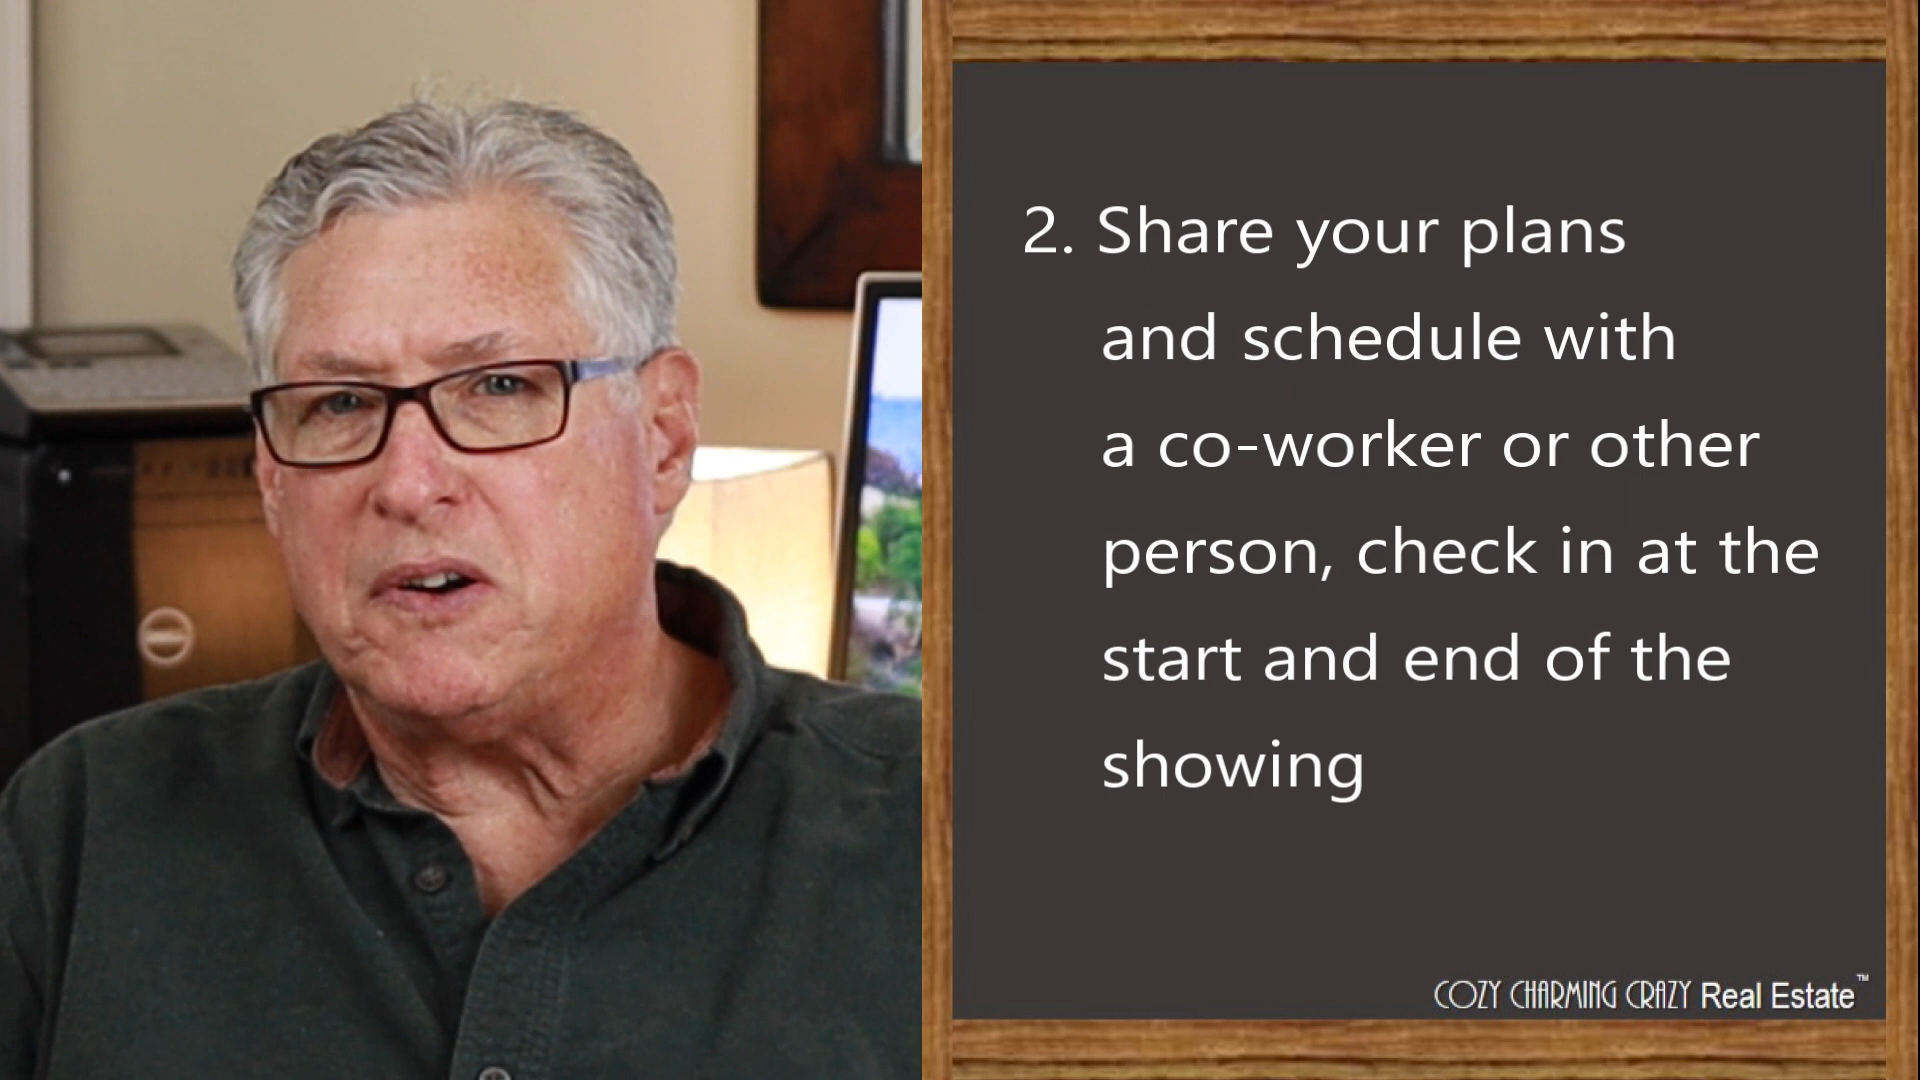 2. Share your plans
and schedule with
a co-worker or other
person, check in at the
start and end of the
showing
COZY CHARMING CRAZY Real Estate™